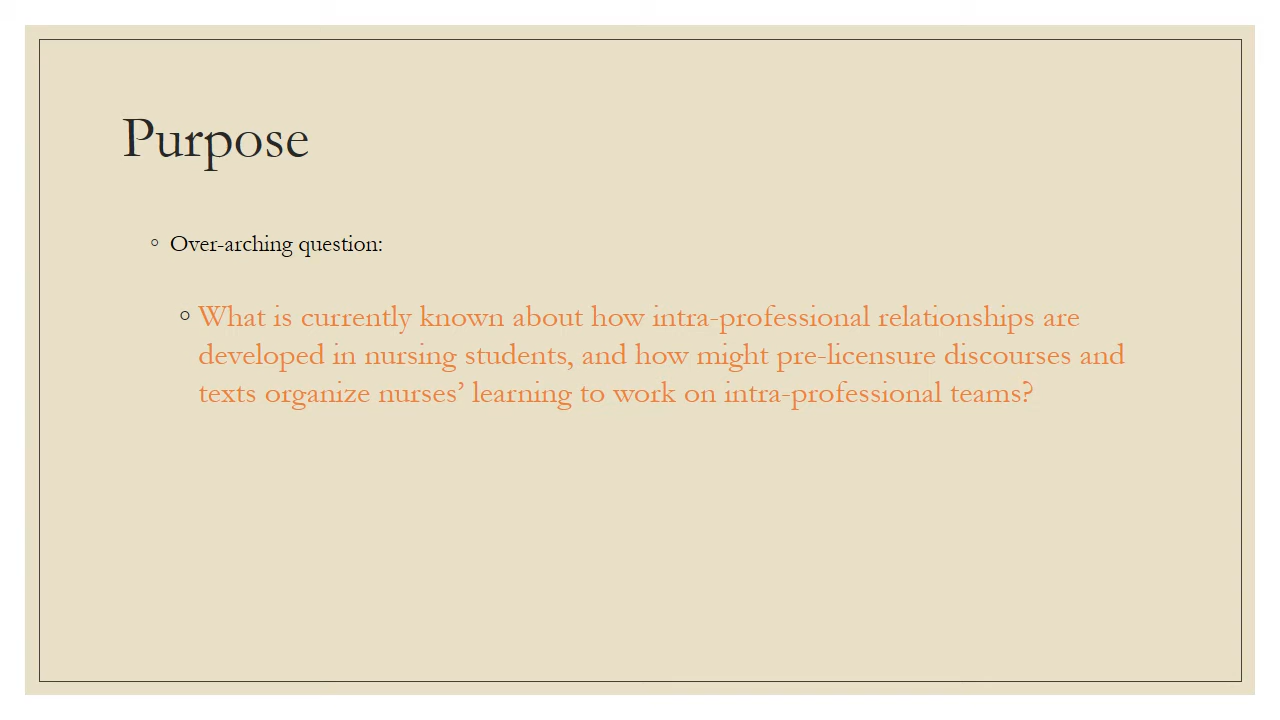 Purpose
◦ Over-arching question:
◦ What is currently known about how intra-professional relationships are
developed in nursing students, and how might pre-licensure discourses and
texts organize nurses’ learning to work on intra-professional teams?